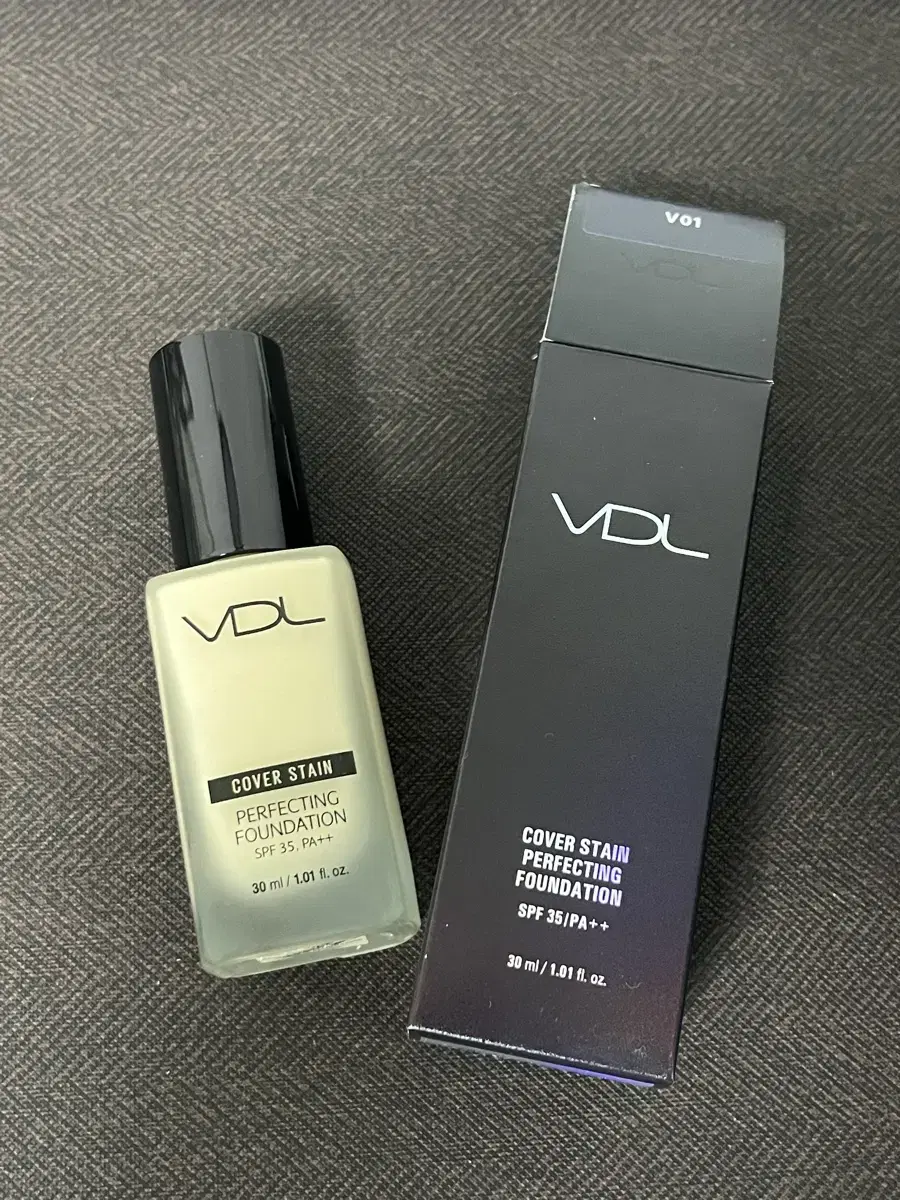 VDL
COVER STAIN
PERFECTING
FOUNDATION
SPF 35, PA++
30 ml / 1.01 fl. oz.
V01
VDL
VDL
COVER STAIN
PERFECTING
FOUNDATION
SPF 35/PA++
30 ml / 1.01 fl. oz.